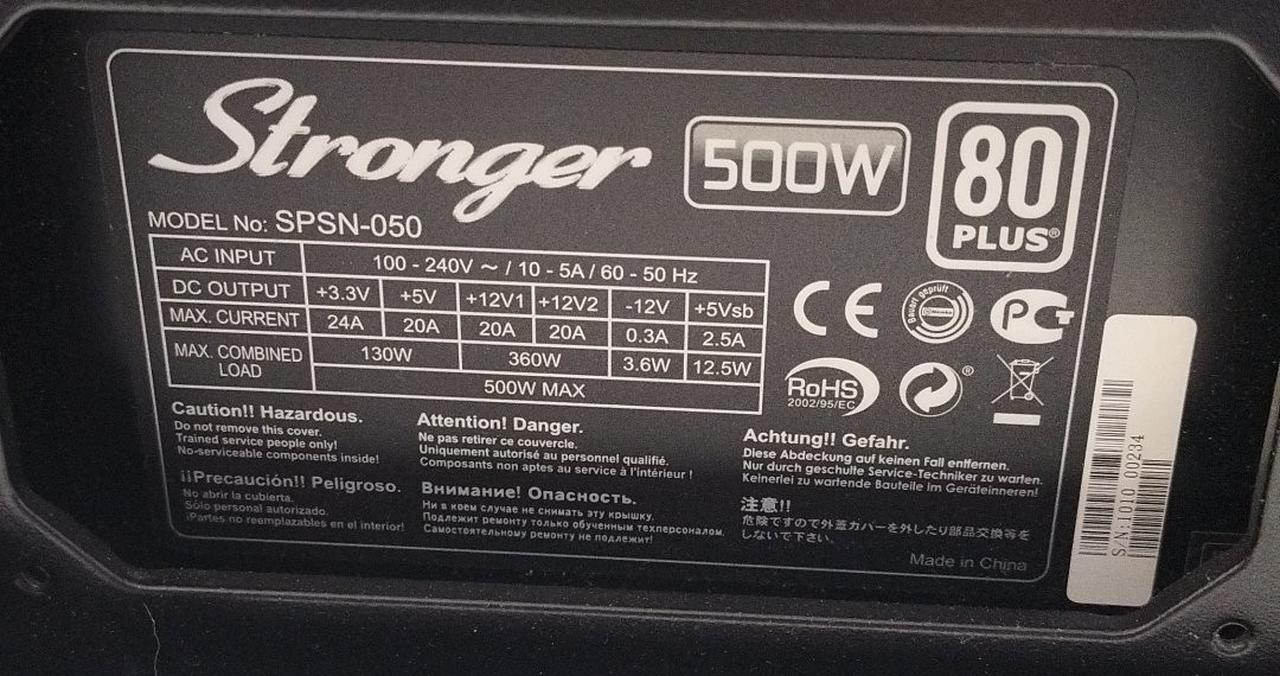 Stronger
500W
80
PLUS®
MODEL No: SPSN-050
AC INPUT 100 - 240V ~ / 10 - 5A / 60 - 50 Hz
DC OUTPUT +3.3V +5V +12V1 +12V2 -12V +5Vsb
MAX. CURRENT 24A 20A 20A 20A 0.3A 2.5A
MAX. COMBINED LOAD 130W 360W 3.6W 12.5W
500W MAX
CE
Bauart geprüft
PCT
RoHS
2002/95/EC
®
Caution!! Hazardous.
Do not remove this cover.
Trained service people only!
No-serviceable components inside!
¡¡Precaución!! Peligroso.
No abrir la cubierta.
Sólo personal autorizado.
¡Partes no reemplazables en el interior!
Attention! Danger.
Ne pas retirer ce couvercle.
Uniquement autorisé au personnel qualifié.
Composants non aptes au service à l'intérieur !
Внимание! Опасность.
Ни в коем случае не снимать эту крышку.
Подлежит ремонту только обученным техперсоналом.
Самостоятельному ремонту не подлежит!
Achtung!! Gefahr.
Diese Abdeckung auf keinen Fall entfernen.
Nur durch geschulte Service-Techniker zu warten.
Keinerlei zu wartende Bauteile im Geräteinneren!
注意!!
危険ですので外蓋カバーを外したり部品交換等を
しないで下さい。
Made in China
S/N:1010 00234